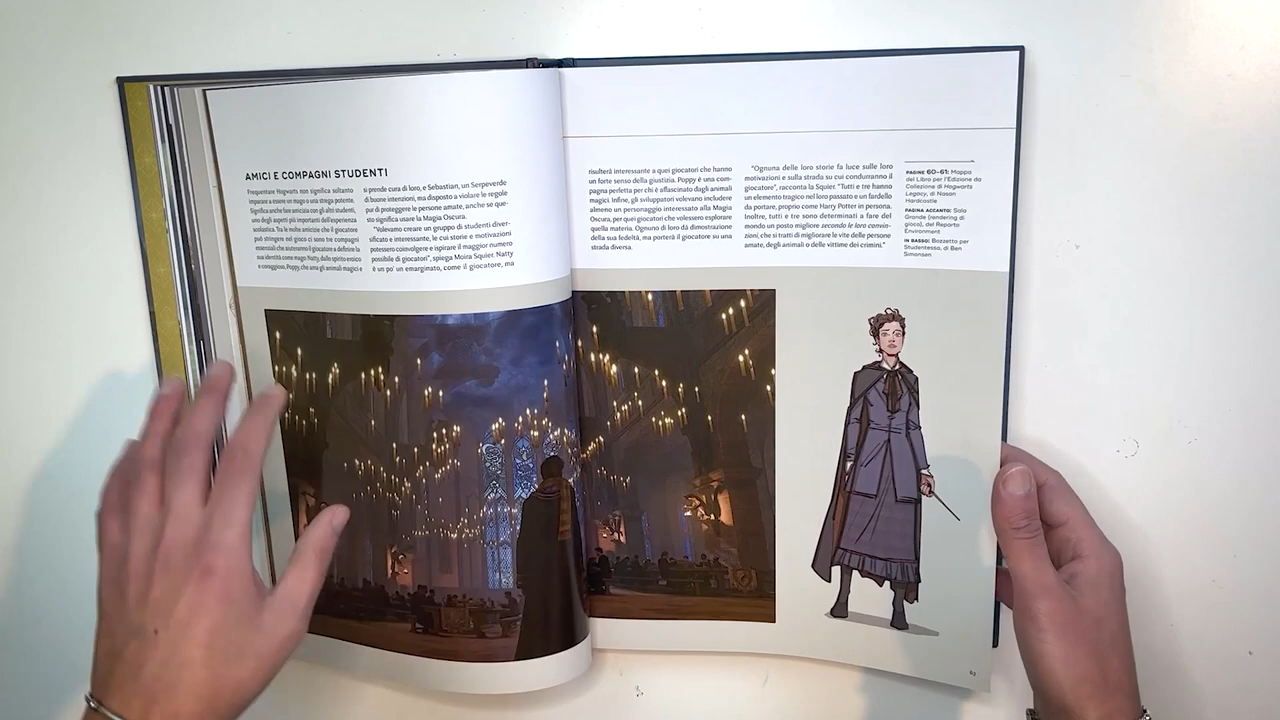 AMICI E COMPAGNI STUDENTI
Frequentare Hogwarts non significa soltanto
imparare a essere un mago o una strega potente.
Significa anche fare amicizia con gli altri studenti,
uno degli aspetti più importanti dell'esperienza
scolastica. Tra le molte amicizie che il giocatore
può stringere nel gioco ci sono tre compagni
essenziali che aiuteranno il giocatore a definire la
sua identità come mago: Natty, dallo spirito eroico
e coraggioso, Poppy, che ama gli animali magici e
si prende cura di loro, e Sebastian, un Serpeverde
di buone intenzioni, ma disposto a violare le regole
pur di proteggere le persone amate, anche se que-
sto significa usare la Magia Oscura.
"Volevamo creare un gruppo di studenti diver-
sificato e interessante, le cui storie e motivazioni
potessero coinvolgere e ispirare il maggior numero
possibile di giocatori", spiega Moira Squier. "Natty
è un po' un emarginato, come il giocatore, ma
risulterà interessante a quei giocatori che hanno
un forte senso della giustizia. Poppy è una com-
pagna perfetta per chi è affascinato dagli animali
magici. Infine, gli sviluppatori volevano includere
almeno un personaggio interessato alla Magia
Oscura, per quei giocatori che volessero esplorare
quella materia. Ognuno di loro dà dimostrazione
della sua fedeltà, ma porterà il giocatore su una
strada diversa.
"Ognuna delle loro storie fa luce sulle loro
motivazioni e sulla strada su cui condurranno il
giocatore", racconta la Squier. "Tutti e tre hanno
un elemento tragico nel loro passato e un fardello
da portare, proprio come Harry Potter in persona.
Inoltre, tutti e tre sono determinati a fare del
mondo un posto migliore secondo le loro convin-
zioni, che si tratti di migliorare le vite delle persone
amate, degli animali o delle vittime dei crimini."
PAGINE 60-61: Mappa
del Libro per l'Edizione da
Collezione di Hogwarts
Legacy, di Nason
Hardcastle
PAGINA ACCANTO: Sala
Grande (rendering di
gioco), del Reparto
Environment
IN BASSO: Bozzetto per
Studentessa, di Ben
Simonsen
63